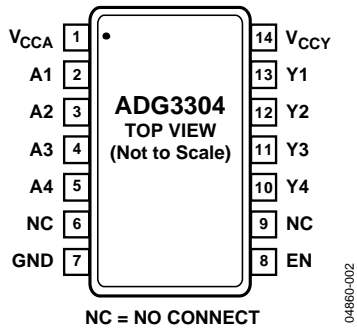 VCCA 1 14 VCCY
A1 2 13 Y1
A2 3 ADG3304 12 Y2
TOP VIEW
A3 4 (Not to Scale) 11 Y3
A4 5 10 Y4
NC 6 9 NC
GND 7 8 EN
NC = NO CONNECT
04860-002